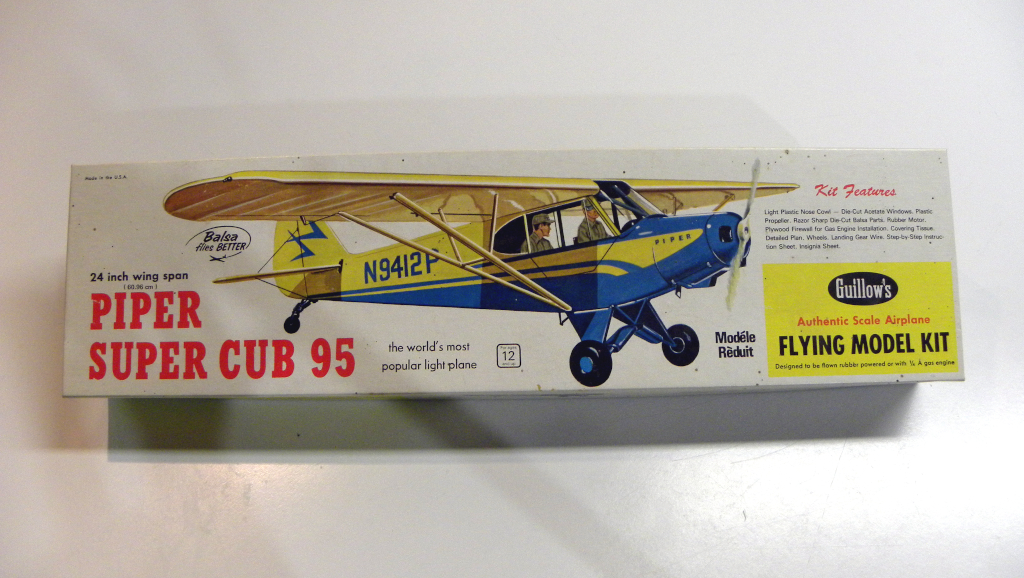 Made in the U.S.A.
Balsa
flies BETTER
24 inch wing span
(60.96 cm)
PIPER
SUPER CUB 95
N9412P
PIPER
the world's most
popular light plane
12
Modéle
Rèduit
Kit Features
Light Plastic Nose Cowl — Die-Cut Acetate Windows. Plastic
Propeller. Razor Sharp Die-Cut Balsa Parts. Rubber Motor.
Plywood Firewall for Gas Engine Installation. Covering Tissue.
Detailed Plan. Wheels. Landing Gear Wire. Step-by-Step Instruc-
tion Sheet. Insignia Sheet.
Guillow's
Authentic Scale Airplane
FLYING MODEL KIT
Designed to be flown rubber powered or with ½ A gas engine